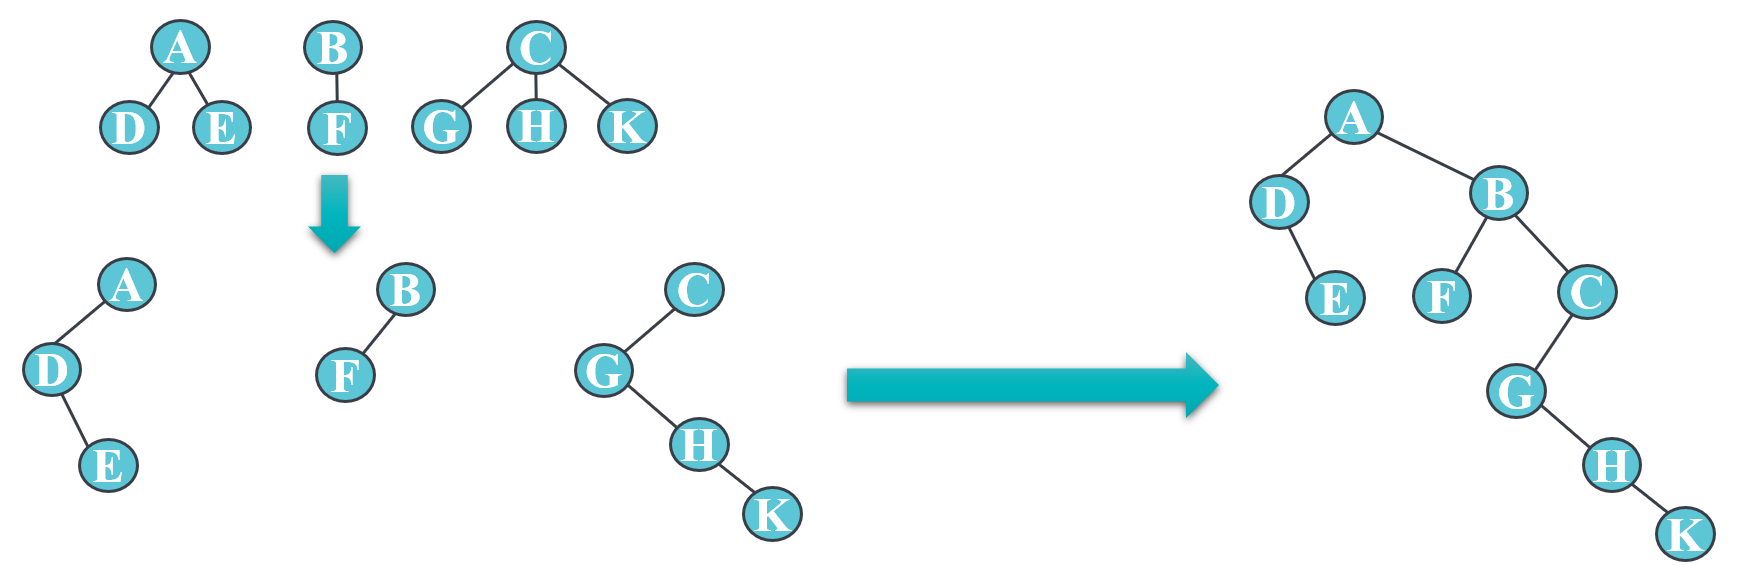 A B C
D E F G H K
A B C
D F G
E H K
A
D B
E F C
G
H
K